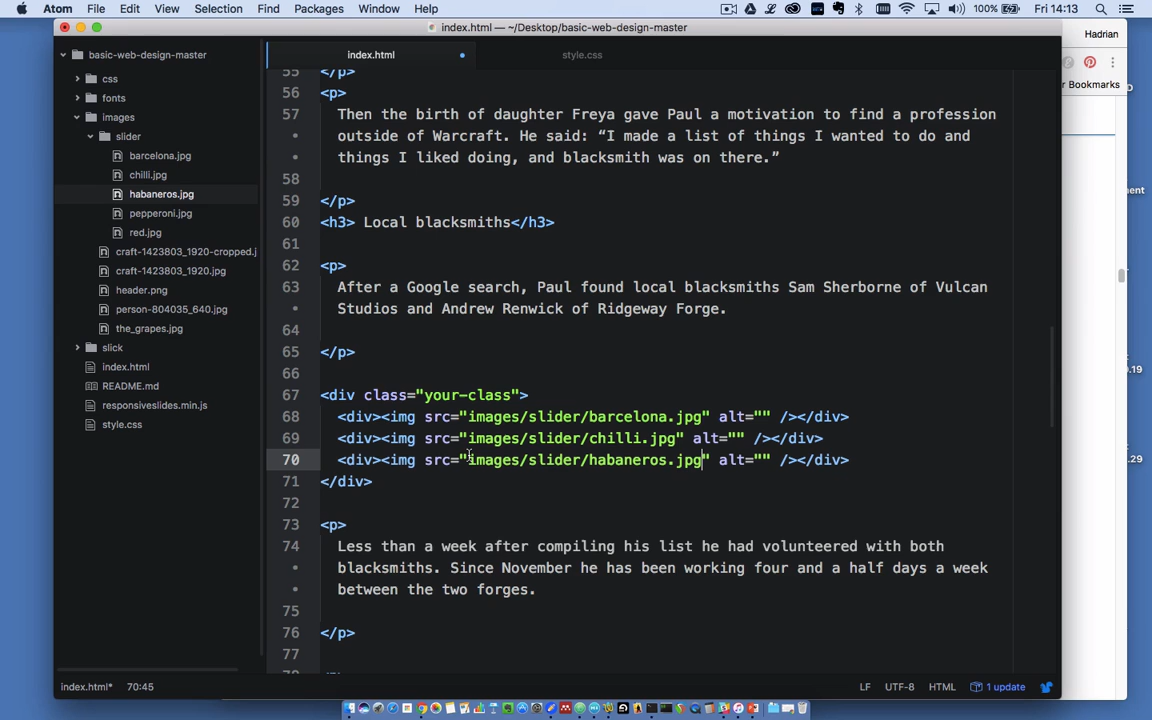 Atom File Edit View Selection Find Packages Window Help 100% Fri 14:13
index.html — ~/Desktop/basic-web-design-master
Hadrian
r Bookmarks
basic-web-design-master
css
fonts
images
slider
barcelona.jpg
chilli.jpg
habaneros.jpg
pepperoni.jpg
red.jpg
craft-1423803_1920-cropped.j
craft-1423803_1920.jpg
header.png
person-804035_640.jpg
the_grapes.jpg
slick
index.html
README.md
responsiveslides.min.js
style.css
index.html style.css
55 </p>
56 <p>
57 Then the birth of daughter Freya gave Paul a motivation to find a profession
outside of Warcraft. He said: “I made a list of things I wanted to do and
things I liked doing, and blacksmith was on there.”
58
59 </p>
60 <h3> Local blacksmiths</h3>
61
62 <p>
63 After a Google search, Paul found local blacksmiths Sam Sherborne of Vulcan
Studios and Andrew Renwick of Ridgeway Forge.
64
65 </p>
66
67 <div class="your-class">
68 <div><img src="images/slider/barcelona.jpg" alt="" /></div>
69 <div><img src="images/slider/chilli.jpg" alt="" /></div>
70 <div><img src="images/slider/habaneros.jpg" alt="" /></div>
71 </div>
72
73 <p>
74 Less than a week after compiling his list he had volunteered with both
blacksmiths. Since November he has been working four and a half days a week
between the two forges.
75
76 </p>
77
ment
0.19
.29
index.html* 70:45 LF UTF-8 HTML 1 update